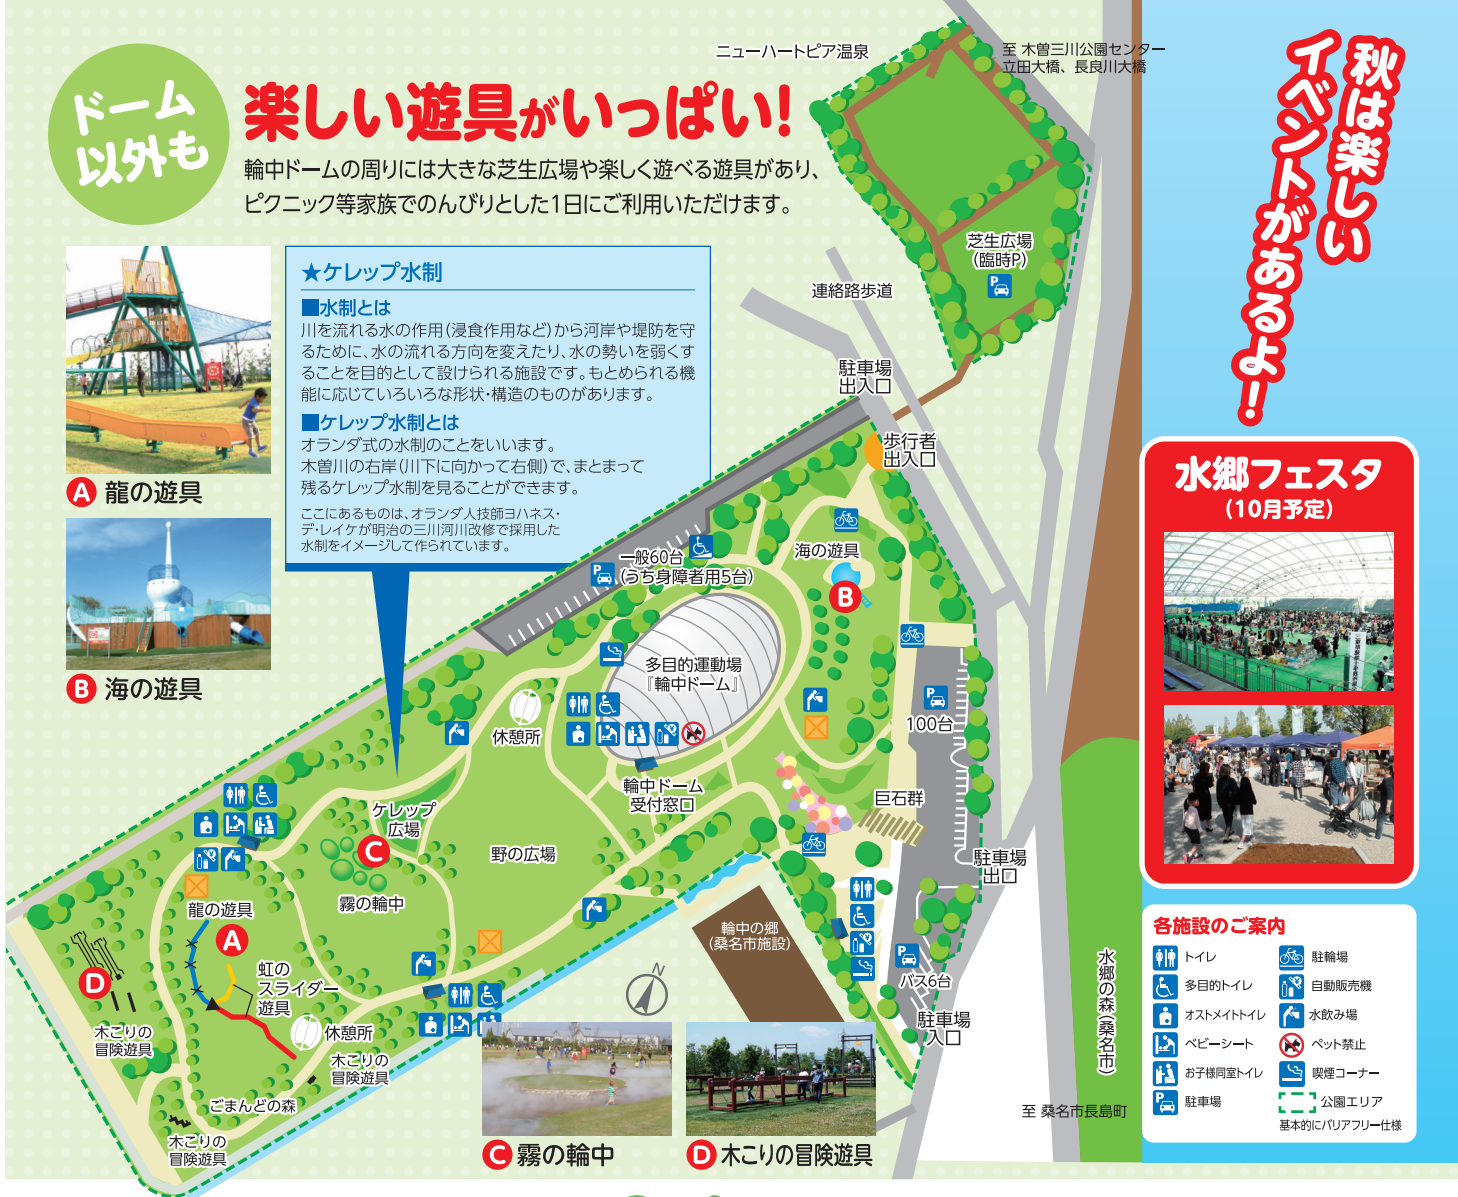 ドーム
以外も
楽しい遊具がいっぱい!
輪中ドームの周りには大きな芝生広場や楽しく遊べる遊具があり、
ピクニック等家族でのんびりとした1日にご利用いただけます。
A 龍の遊具
B 海の遊具
★ケレップ水制
■水制とは
川を流れる水の作用(浸食作用など)から河岸や堤防を守
るために、水の流れる方向を変えたり、水の勢いを弱くす
ることを目的として設けられる施設です。もとめられる機
能に応じていろいろな形状・構造のものがあります。
■ケレップ水制とは
オランダ式の水制のことをいいます。
木曽川の右岸(川下に向かって右側)で、まとまって
残るケレップ水制を見ることができます。
ここにあるものは、オランダ人技師ヨハネス・
デ・レイケが明治の三川河川改修で採用した
水制をイメージして作られています。
ニューハートピア温泉
至 木曽三川公園センター
立田大橋、長良川大橋
芝生広場
(臨時P)
P
連絡路歩道
駐車場
出入口
歩行者
出入口
一般60台
(うち身障者用5台)
P
海の遊具
B
多目的運動場
『輪中ドーム』
休憩所
P
100台
輪中ドーム
受付窓口
巨石群
ケレップ
広場
C
野の広場
霧の輪中
駐車場
出口
龍の遊具
A
輪中の郷
(桑名市施設)
N
D
虹の
スライダー
遊具
P
バス6台
駐車場
入口
木こりの
冒険遊具
休憩所
木こりの
冒険遊具
ごまんどの森
木こりの
冒険遊具
C 霧の輪中
D 木こりの冒険遊具
水郷の森(桑名市)
至 桑名市長島町
秋は楽しい
イベントがあるよ!
水郷フェスタ
(10月予定)
各施設のご案内
トイレ
多目的トイレ
オストメイトトイレ
ベビーシート
お子様同室トイレ
P 駐車場
駐輪場
自動販売機
水飲み場
ペット禁止
喫煙コーナー
公園エリア
基本的にバリアフリー仕様